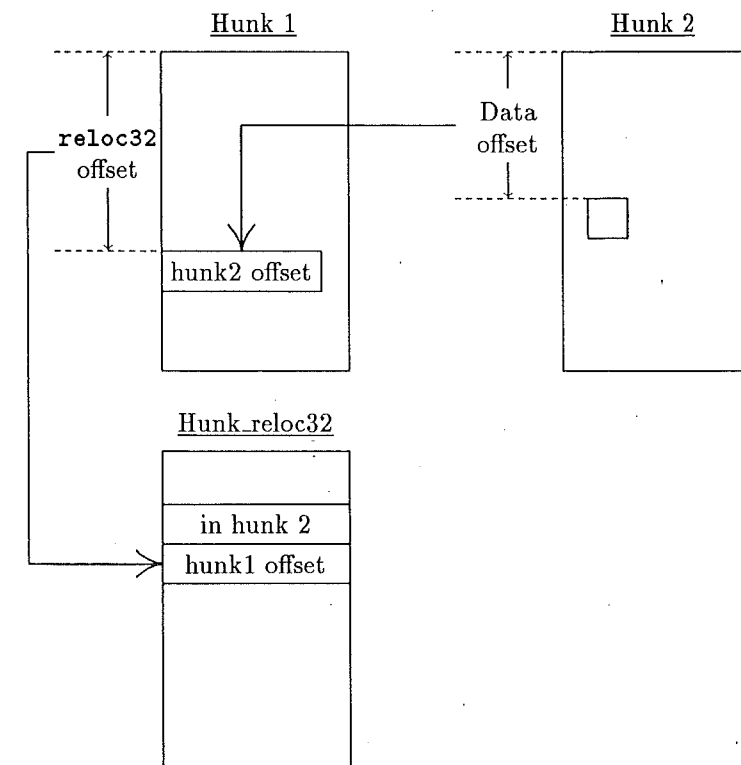 Hunk 1
Hunk 2
reloc32
offset
Data
offset
hunk2 offset
Hunk_reloc32
in hunk 2
hunk1 offset